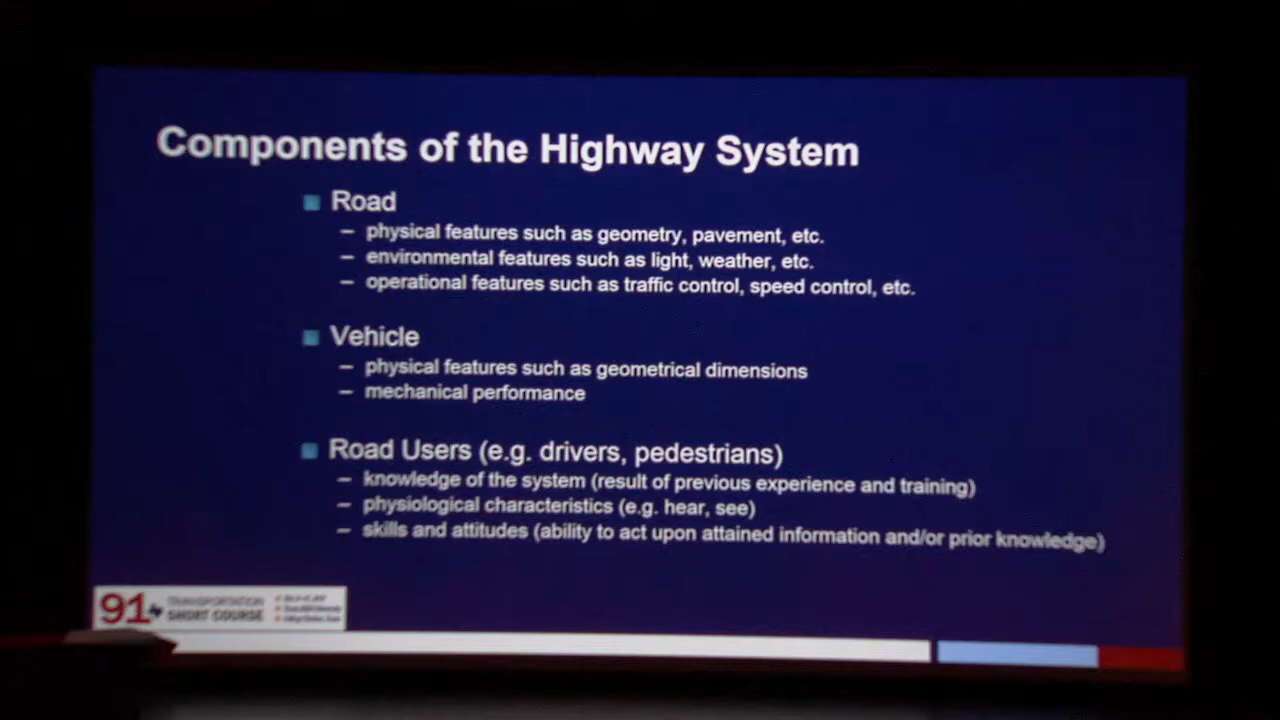 Components of the Highway System
Road
– physical features such as geometry, pavement, etc.
– environmental features such as light, weather, etc.
– operational features such as traffic control, speed control, etc.
Vehicle
– physical features such as geometrical dimensions
– mechanical performance
Road Users (e.g. drivers, pedestrians)
– knowledge of the system (result of previous experience and training)
– physiological characteristics (e.g. hear, see)
– skills and attitudes (ability to act upon attained information and/or prior knowledge)
91
TRANSPORTATION
SHORT COURSE